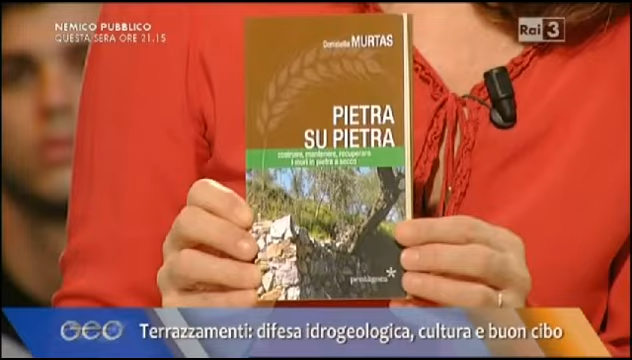 NEMICO PUBBLICO
QUESTA SERA ORE 21.15
Rai 3
Donatella MURTAS
PIETRA
SU PIETRA
costruire, mantenere, recuperare
i muri in pietra a secco
pentàgora*
GEO
Terrazzamenti: difesa idrogeologica, cultura e buon cibo